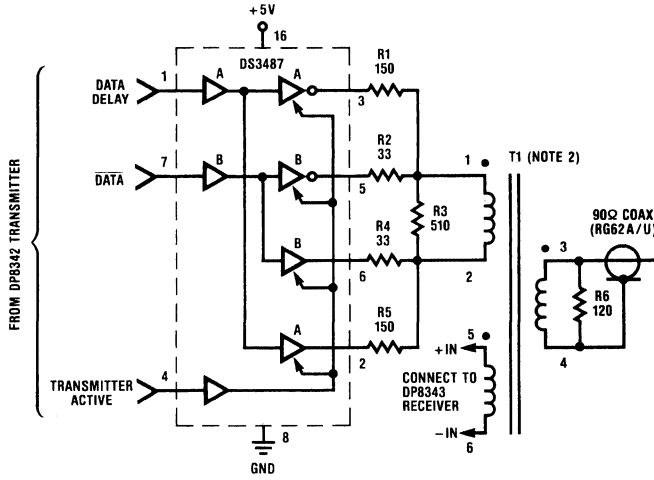 +5V
16
DS3487
DATA
DELAY
1
A
A
3
R1
150
7
DATA
B
B
5
R2
33
1
T1 (NOTE 2)
R3
510
90Ω COAX
(RG62A/U)
B
6
R4
33
2
3
R6
120
4
FROM DP8342 TRANSMITTER
A
2
R5
150
5
+IN
CONNECT TO
DP8343
RECEIVER
-IN
6
TRANSMITTER
ACTIVE
4
8
GND